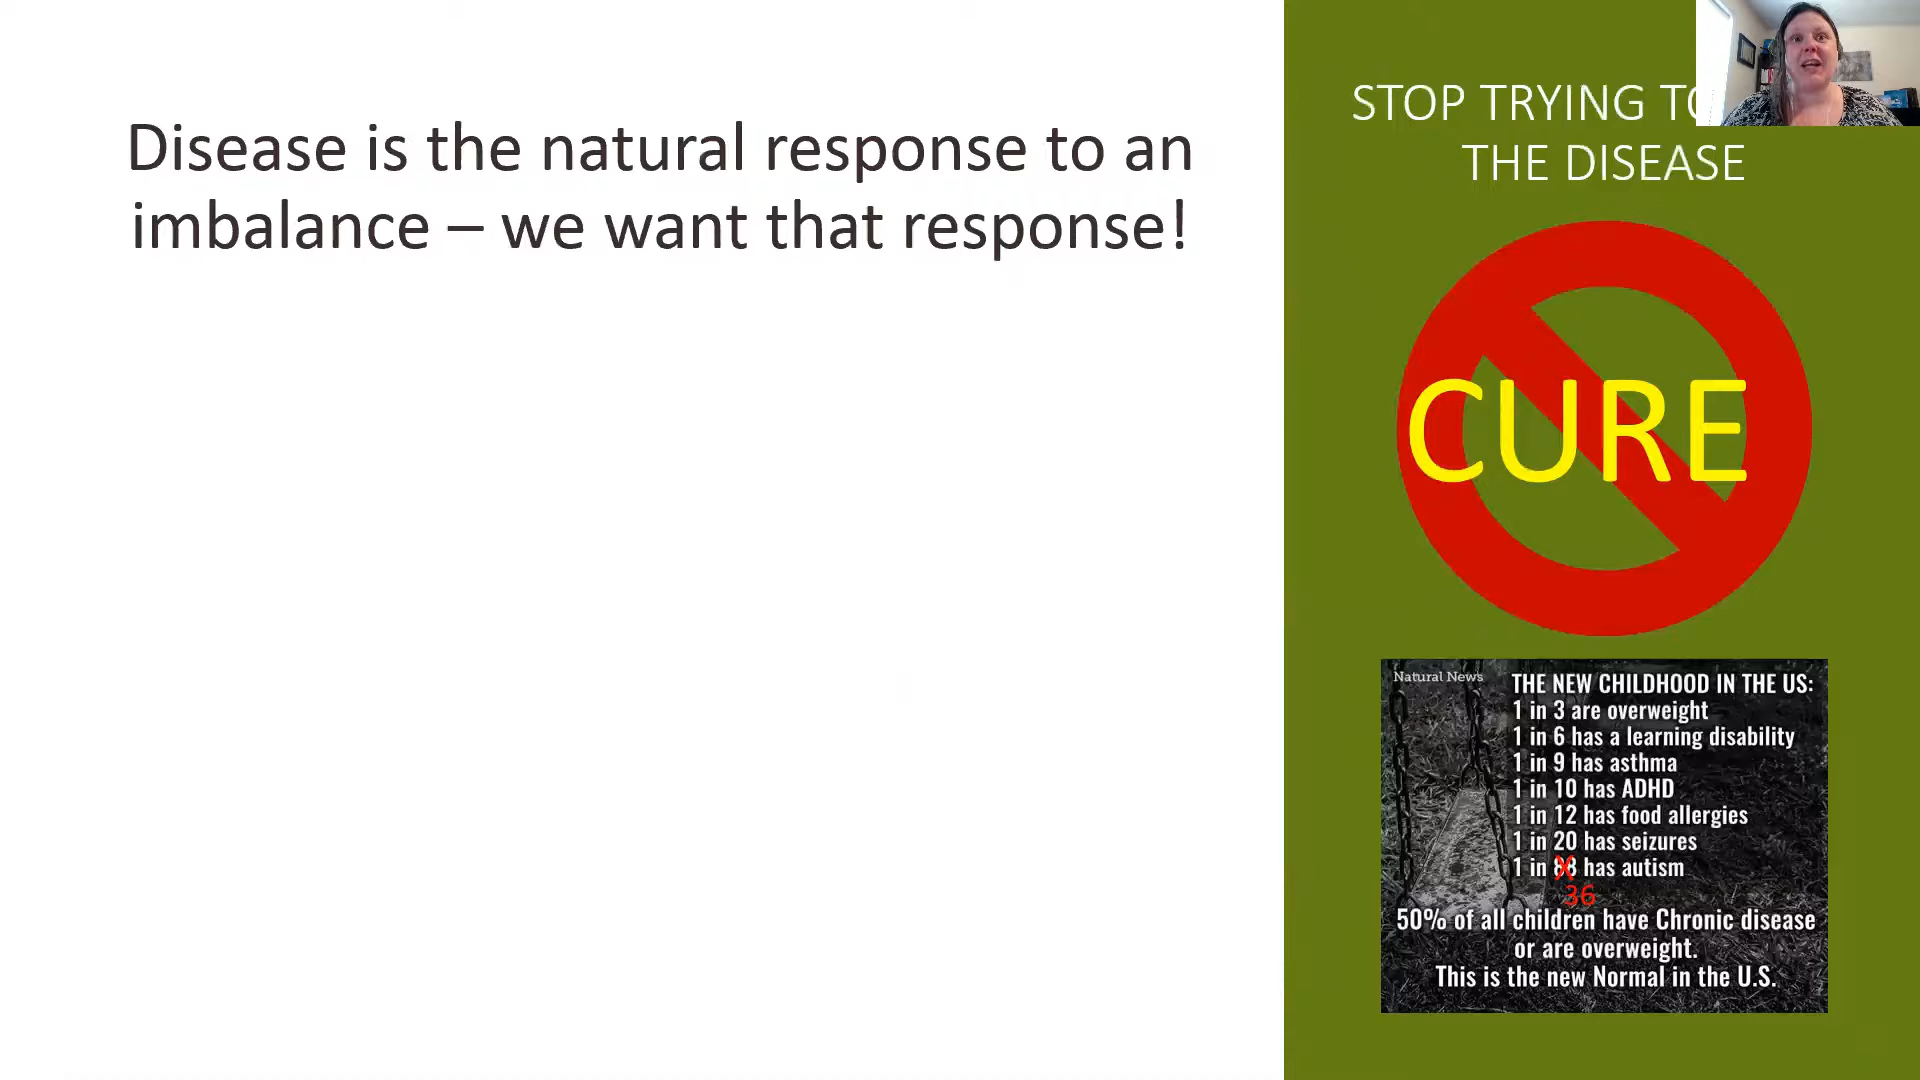 Disease is the natural response to an
imbalance – we want that response!
STOP TRYING TO
THE DISEASE
CURE
Natural News
THE NEW CHILDHOOD IN THE US:
1 in 3 are overweight
1 in 6 has a learning disability
1 in 9 has asthma
1 in 10 has ADHD
1 in 12 has food allergies
1 in 20 has seizures
1 in 88 has autism
X
36
50% of all children have Chronic disease
or are overweight.
This is the new Normal in the U.S.